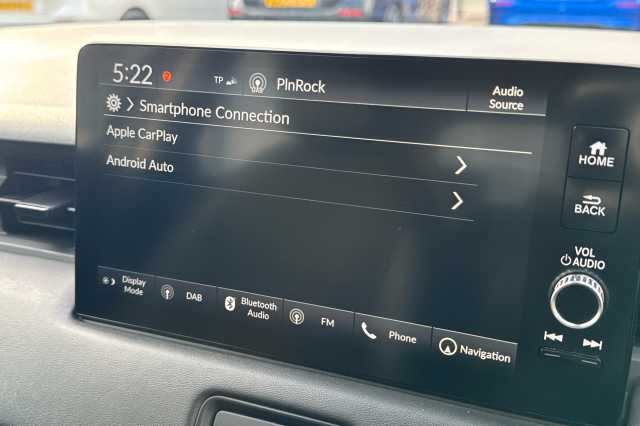 5:22 TP DAB PlnRock Audio Source
Smartphone Connection
Apple CarPlay
Android Auto
HOME
BACK
VOL
AUDIO
Display Mode
DAB
Bluetooth Audio
FM
Phone
Navigation